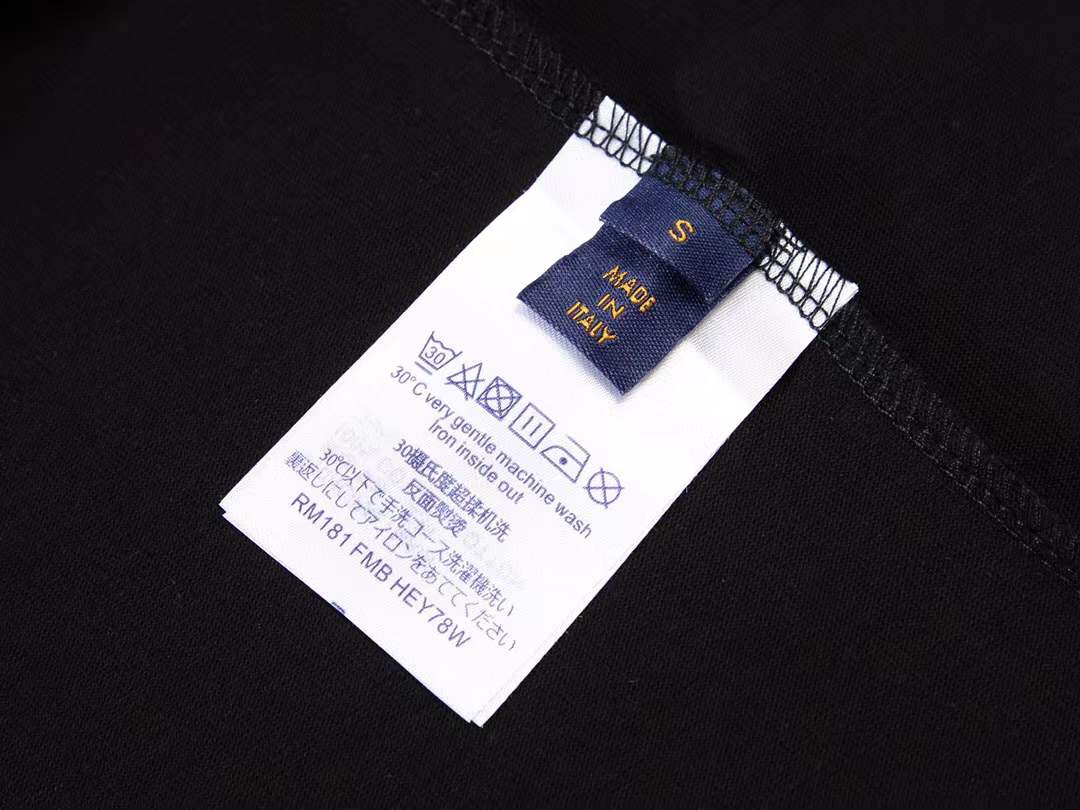 S
MADE
IN
ITALY
30
30°C very gentle machine wash
Iron inside out
30摄氏度超揉机洗
反面熨烫
30℃以下で手洗コース洗濯機洗い
裏返しにしてアイロンをあててください
RM181 FMB HEY78W